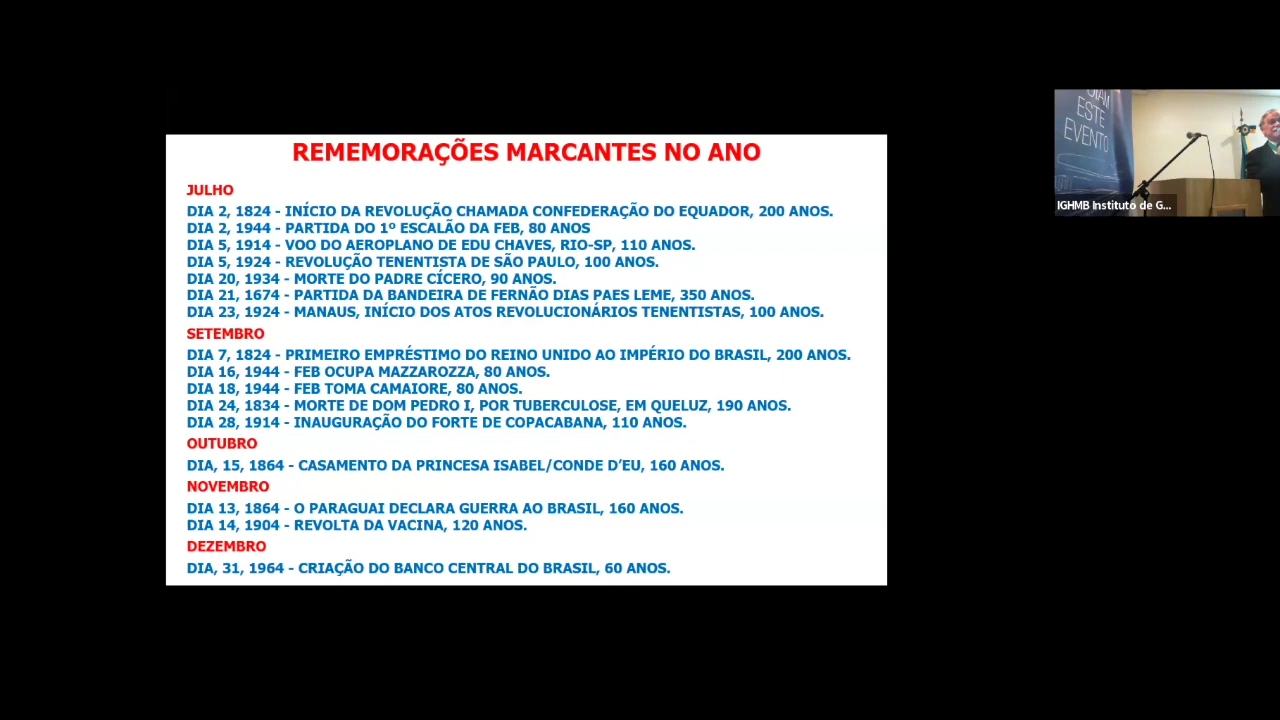 REMEMORAÇÕES MARCANTES NO ANO
JULHO
DIA 2, 1824 - INÍCIO DA REVOLUÇÃO CHAMADA CONFEDERAÇÃO DO EQUADOR, 200 ANOS.
DIA 2, 1944 - PARTIDA DO 1º ESCALÃO DA FEB, 80 ANOS
DIA 5, 1914 - VOO DO AEROPLANO DE EDU CHAVES, RIO-SP, 110 ANOS.
DIA 5, 1924 - REVOLUÇÃO TENENTISTA DE SÃO PAULO, 100 ANOS.
DIA 20, 1934 - MORTE DO PADRE CÍCERO, 90 ANOS.
DIA 21, 1674 - PARTIDA DA BANDEIRA DE FERNÃO DIAS PAES LEME, 350 ANOS.
DIA 23, 1924 - MANAUS, INÍCIO DOS ATOS REVOLUCIONÁRIOS TENENTISTAS, 100 ANOS.
SETEMBRO
DIA 7, 1824 - PRIMEIRO EMPRÉSTIMO DO REINO UNIDO AO IMPÉRIO DO BRASIL, 200 ANOS.
DIA 16, 1944 - FEB OCUPA MAZZAROZZA, 80 ANOS.
DIA 18, 1944 - FEB TOMA CAMAIORE, 80 ANOS.
DIA 24, 1834 - MORTE DE DOM PEDRO I, POR TUBERCULOSE, EM QUELUZ, 190 ANOS.
DIA 28, 1914 - INAUGURAÇÃO DO FORTE DE COPACABANA, 110 ANOS.
OUTUBRO
DIA, 15, 1864 - CASAMENTO DA PRINCESA ISABEL/CONDE D’EU, 160 ANOS.
NOVEMBRO
DIA 13, 1864 - O PARAGUAI DECLARA GUERRA AO BRASIL, 160 ANOS.
DIA 14, 1904 - REVOLTA DA VACINA, 120 ANOS.
DEZEMBRO
DIA, 31, 1964 - CRIAÇÃO DO BANCO CENTRAL DO BRASIL, 60 ANOS.
ESTE
EVENTO
IGHMB Instituto de G...